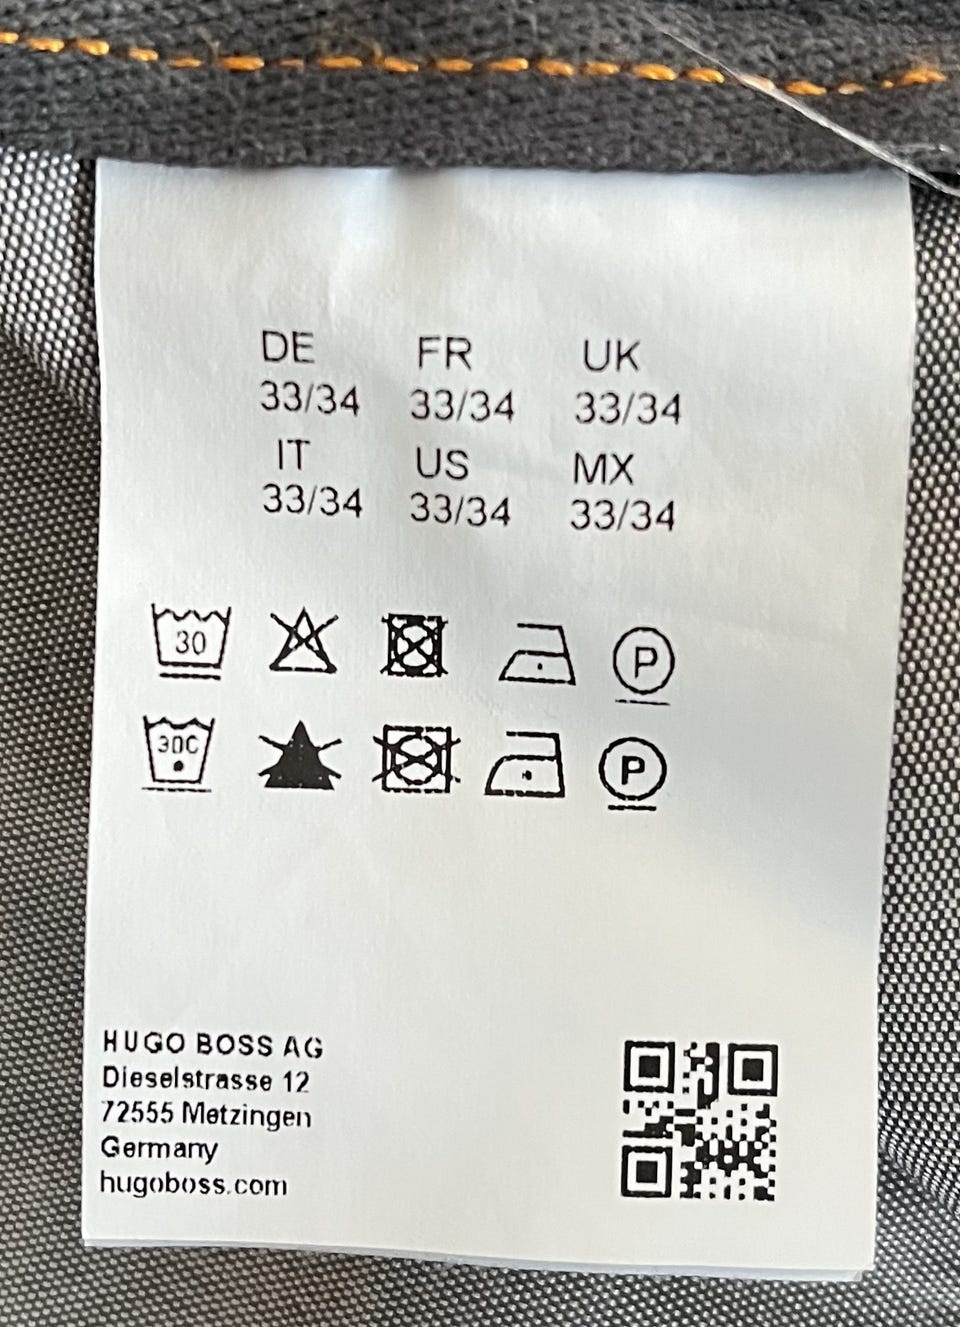 DE FR UK
33/34 33/34 33/34
IT US MX
33/34 33/34 33/34
30 P
30C P
HUGO BOSS AG
Dieselstrasse 12
72555 Metzingen
Germany
hugoboss.com